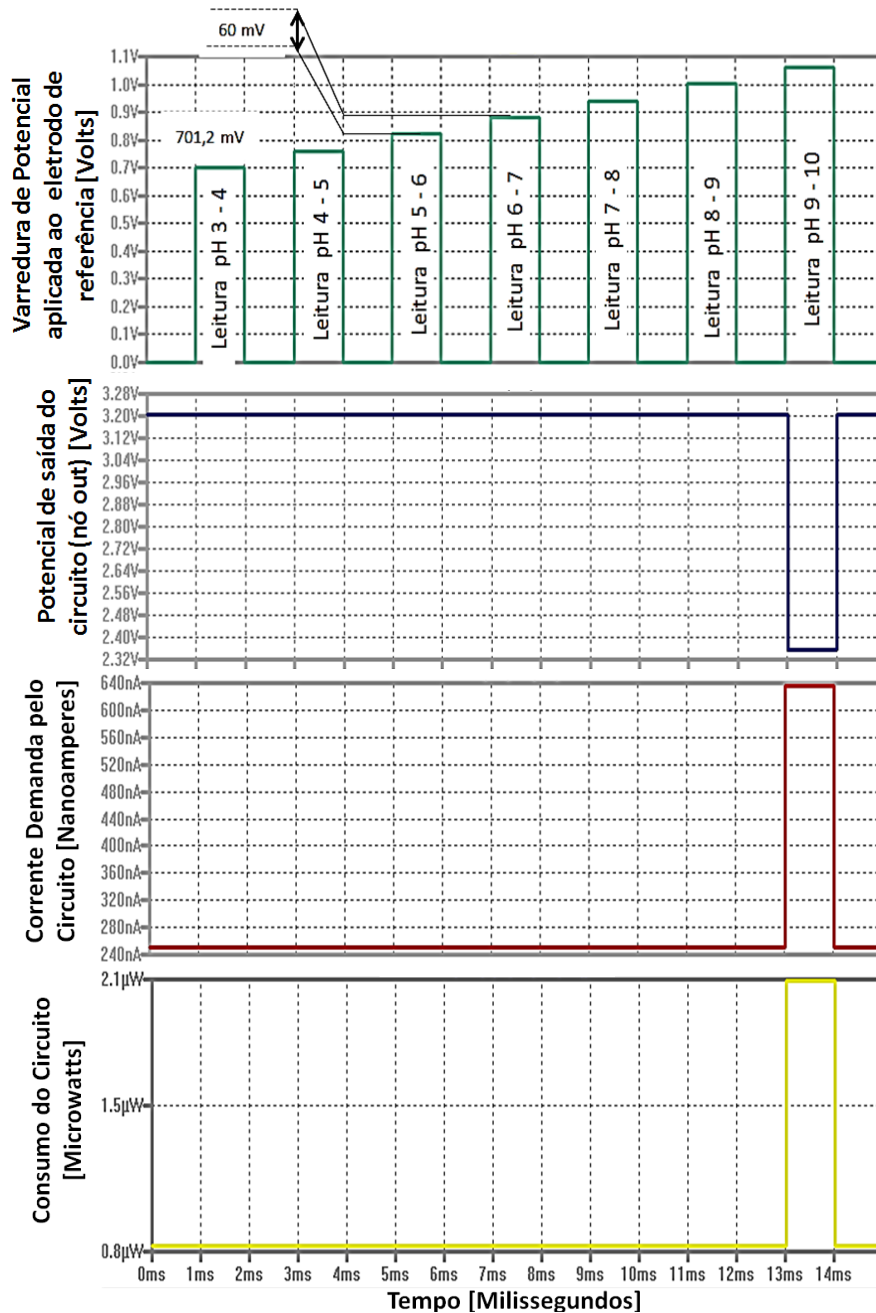 60 mV
Varredura de Potencial
aplicada ao eletrodo de
referência [Volts]
1.1V
1.0V
0.9V
0.8V
0.7V
0.6V
0.5V
0.4V
0.3V
0.2V
0.1V
0.0V
701,2 mV
Leitura pH 3 - 4
Leitura pH 4 - 5
Leitura pH 5 - 6
Leitura pH 6 - 7
Leitura pH 7 - 8
Leitura pH 8 - 9
Leitura pH 9 - 10
Potencial de saída do
circuito (nó out) [Volts]
3.28V
3.20V
3.12V
3.04V
2.96V
2.88V
2.80V
2.72V
2.64V
2.56V
2.48V
2.40V
2.32V
Corrente Demanda pelo
Circuito [Nanoamperes]
640nA
600nA
560nA
520nA
480nA
440nA
400nA
360nA
320nA
280nA
240nA
Consumo do Circuito
[Microwatts]
2.1µW
1.5µW
0.8µW
0ms 1ms 2ms 3ms 4ms 5ms 6ms 7ms 8ms 9ms 10ms 11ms 12ms 13ms 14ms
Tempo [Milissegundos]